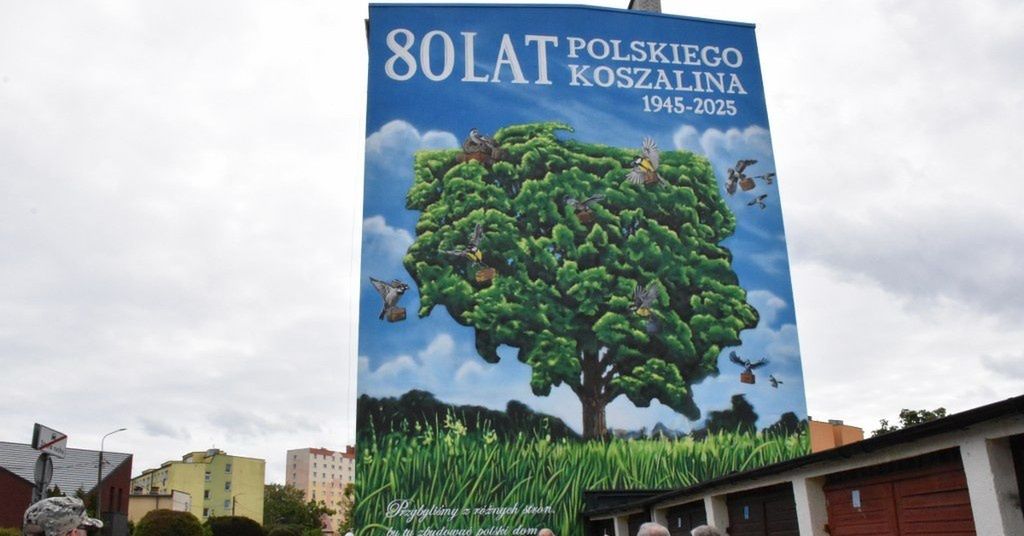 80 LAT POLSKIEGO
KOSZALINA
1945-2025
Przybyliśmy z różnych stron,
by tu zbudować polski dom